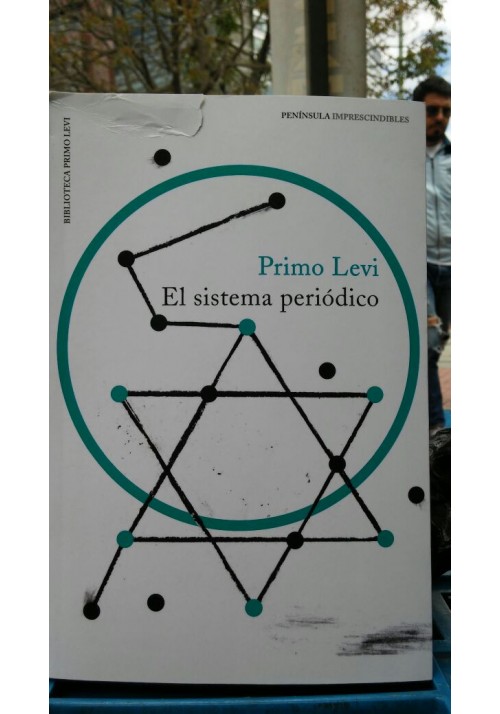 PENÍNSULA IMPRESCINDIBLES
BIBLIOTECA PRIMO LEVI
Primo Levi
El sistema periódico